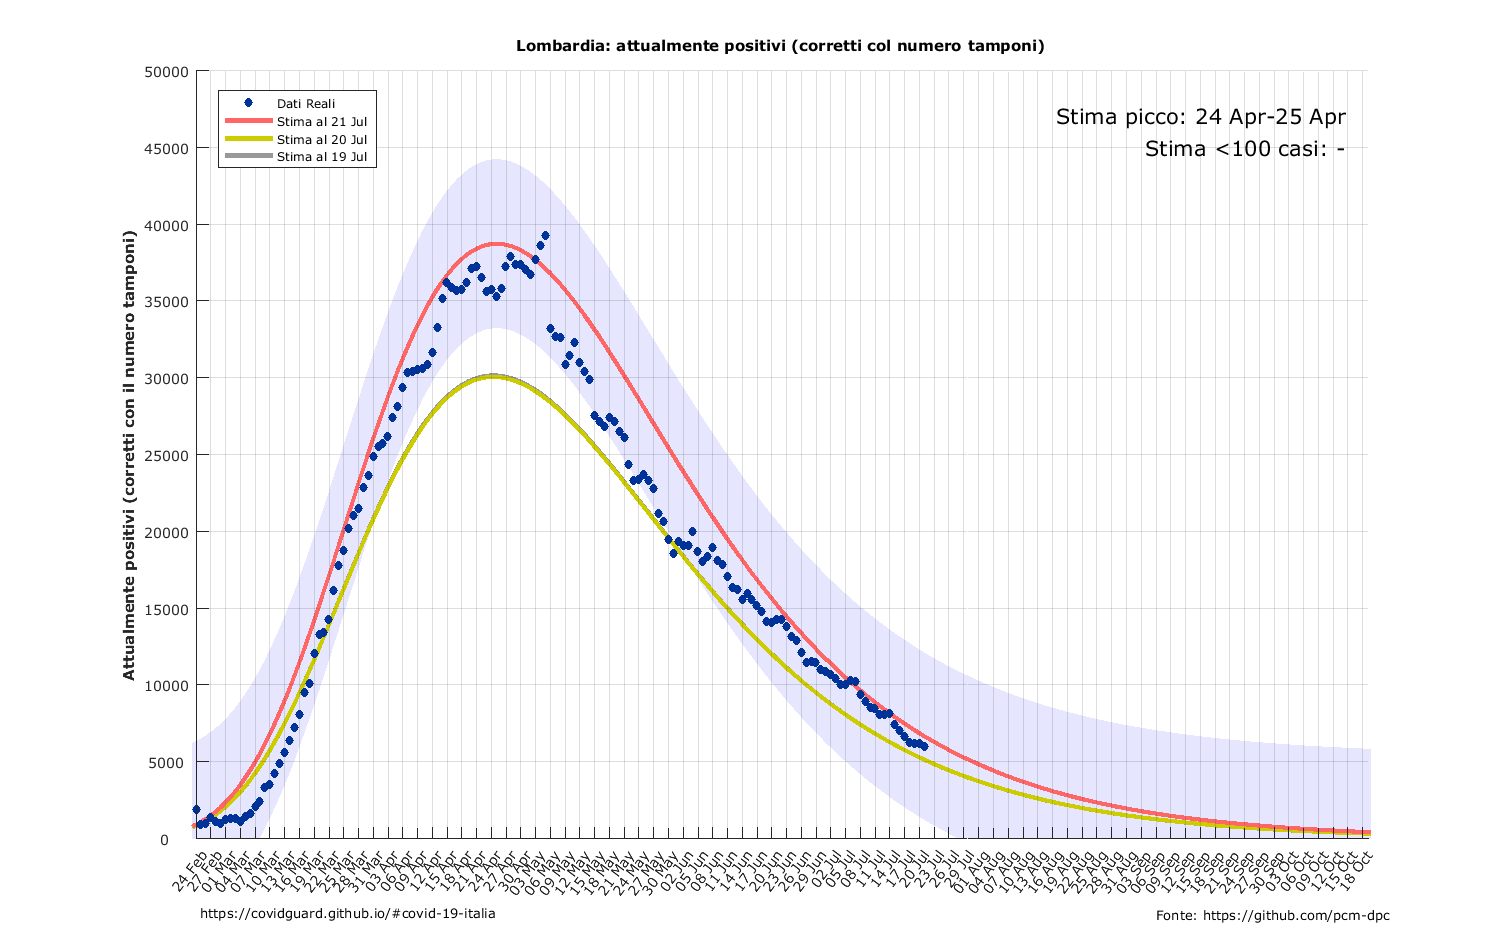 Lombardia: attualmente positivi (corretti col numero tamponi)
Attualmente positivi (corretti con il numero tamponi)
50000
45000
40000
35000
30000
25000
20000
15000
10000
5000
0
Dati Reali
Stima al 21 Jul
Stima al 20 Jul
Stima al 19 Jul
Stima picco: 24 Apr-25 Apr
Stima <100 casi: -
24 Feb
27 Feb
01 Mar
04 Mar
07 Mar
10 Mar
13 Mar
16 Mar
19 Mar
22 Mar
25 Mar
28 Mar
31 Mar
03 Apr
06 Apr
09 Apr
12 Apr
15 Apr
18 Apr
21 Apr
24 Apr
27 Apr
30 Apr
03 May
06 May
09 May
12 May
15 May
18 May
21 May
24 May
27 May
30 May
02 Jun
05 Jun
08 Jun
11 Jun
14 Jun
17 Jun
20 Jun
23 Jun
26 Jun
29 Jun
02 Jul
05 Jul
08 Jul
11 Jul
14 Jul
17 Jul
20 Jul
23 Jul
26 Jul
29 Jul
01 Aug
04 Aug
07 Aug
10 Aug
13 Aug
16 Aug
19 Aug
22 Aug
25 Aug
28 Aug
31 Aug
03 Sep
06 Sep
09 Sep
12 Sep
15 Sep
18 Sep
21 Sep
24 Sep
27 Sep
30 Sep
03 Oct
06 Oct
09 Oct
12 Oct
15 Oct
18 Oct
https://covidguard.github.io/#covid-19-italia
Fonte: https://github.com/pcm-dpc